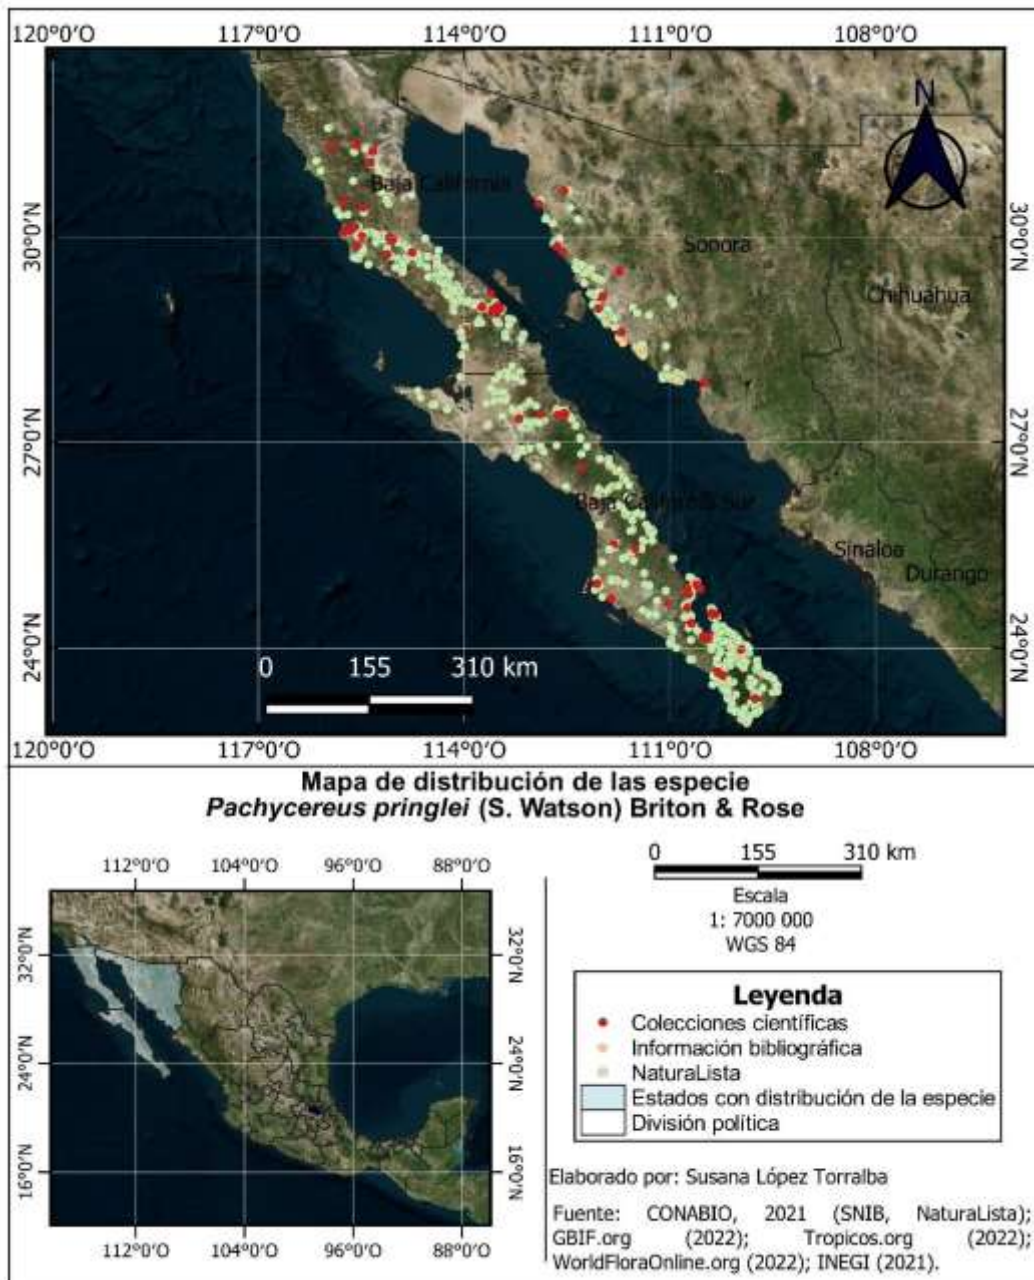 120°0'O 117°0'O 114°0'O 111°0'O 108°0'O
N
Baja California
30°0'N
30°0'N
Sonora
Chihuahua
27°0'N
27°0'N
Baja California Sur
Sinaloa
Durango
24°0'N
24°0'N
0 155 310 km
120°0'O 117°0'O 114°0'O 111°0'O 108°0'O
Mapa de distribución de las especie
Pachycereus pringlei (S. Watson) Briton & Rose
112°0'O 104°0'O 96°0'O 88°0'O
32°0'N
32°0'N
24°0'N
24°0'N
16°0'N
16°0'N
112°0'O 104°0'O 96°0'O 88°0'O
0 155 310 km
Escala
1: 7000 000
WGS 84
Leyenda
Colecciones científicas
Información bibliográfica
NaturaLista
Estados con distribución de la especie
División política
Elaborado por: Susana López Torralba
Fuente: CONABIO, 2021 (SNIB, NaturaLista);
GBIF.org (2022); Tropicos.org (2022);
WorldFloraOnline.org (2022); INEGI (2021).